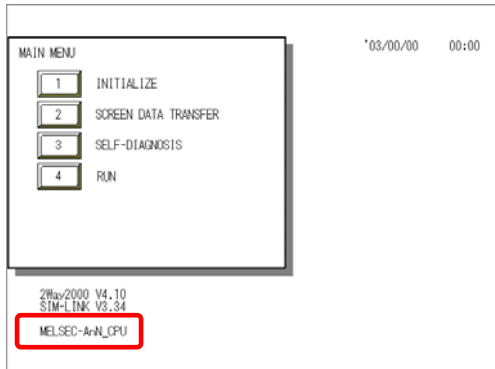 '03/00/00 00:00
MAIN MENU
1 INITIALIZE
2 SCREEN DATA TRANSFER
3 SELF-DIAGNOSIS
4 RUN
2Way2000 V4.10
SIM-LINK V3.34
MELSEC-AnN_CPU